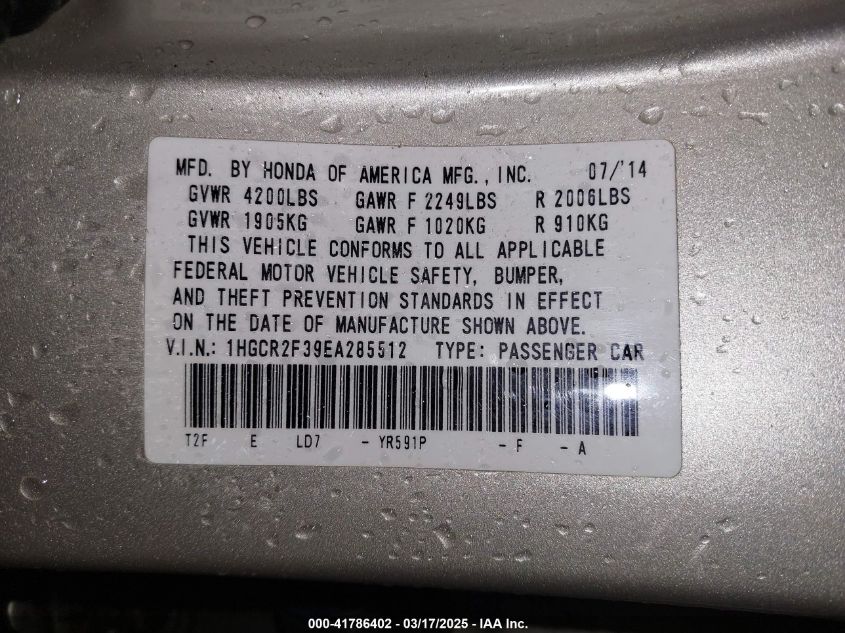 MFD. BY HONDA OF AMERICA MFG., INC. 07/'14
GVWR 4200LBS GAWR F 2249LBS R 2006LBS
GVWR 1905KG GAWR F 1020KG R 910KG
THIS VEHICLE CONFORMS TO ALL APPLICABLE
FEDERAL MOTOR VEHICLE SAFETY, BUMPER,
AND THEFT PREVENTION STANDARDS IN EFFECT
ON THE DATE OF MANUFACTURE SHOWN ABOVE.
V.I.N.: 1HGCR2F39EA285512 TYPE: PASSENGER CAR
T2F E LD7 - YR591P - F - A
000-41786402 - 03/17/2025 - IAA Inc.